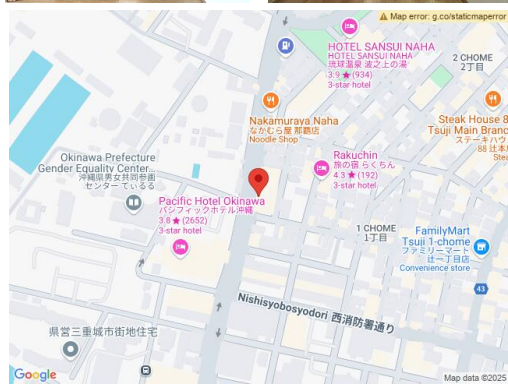 Map error: g.co/staticmaperror
HOTEL SANSUI NAHA
HOTEL SANSUI NAHA
琉球温泉 波之上の湯
3.9 ★ (934)
3-star hotel
2 CHOME
2丁目
Nakamuraya Naha
なかむら屋 那覇店
Noodle Shop
Steak House 8
Tsuji Main Branc
ステーキハウ
88 辻本
Stea
Okinawa Prefecture
Gender Equality Center...
沖縄県男女共同参画
センター てぃるる
Rakuchin
旅の宿 らくちん
4.3 ★ (192)
3-star hotel
Pacific Hotel Okinawa
パシフィックホテル沖縄
3.8 ★ (2652)
3-star hotel
1 CHOME
1丁目
FamilyMart
Tsuji 1-chome
ファミリーマート
辻一丁目店
Convenience store
43
Nishisyobosyodori 西消防署通り
県営三重城市街地住宅
Google
Map data ©2025